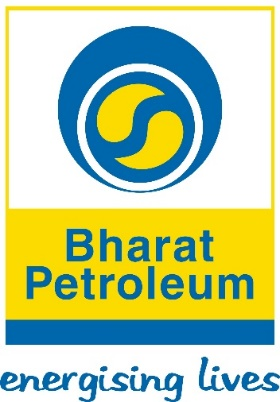 Bharat
Petroleum
energising lives